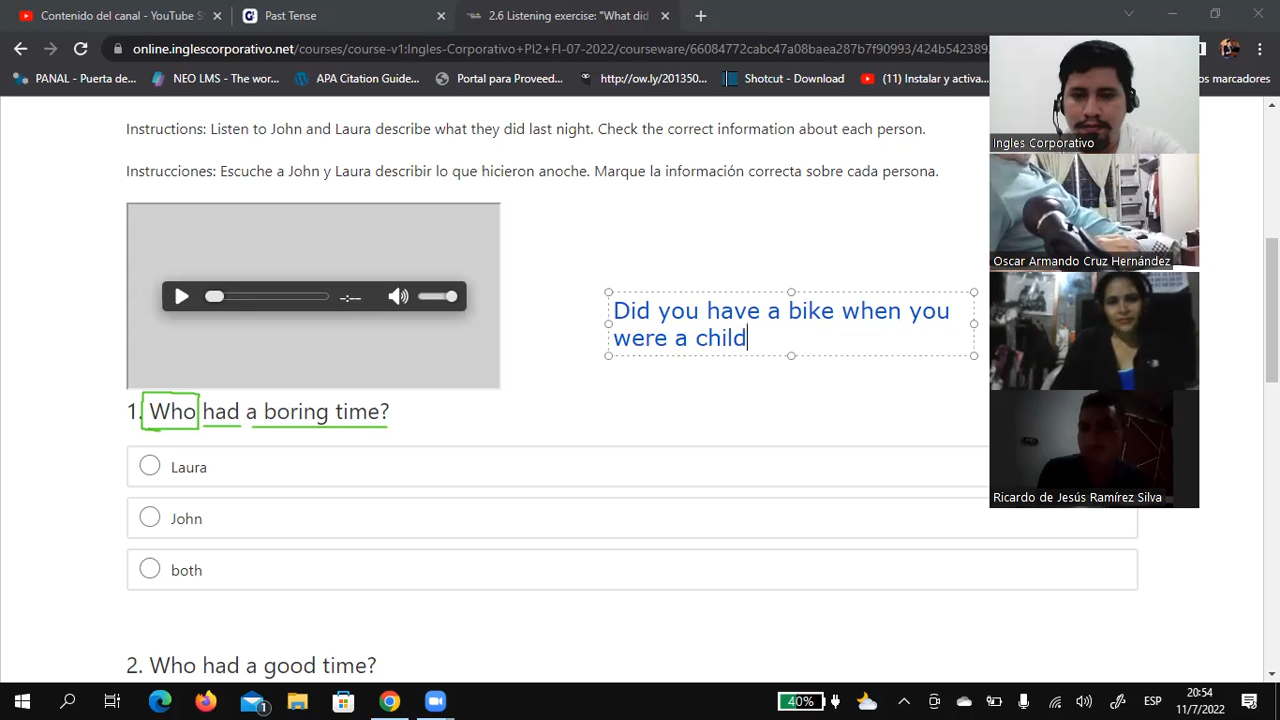 Contenido del canal - YouTube S
Past Tense
2.6 Listening exercise: "What did
online.inglescorporativo.net/courses/course-v1:Ingles-Corporativo+PI2+FI-07-2022/courseware/66084772cabc47a08baea287b7f90993/424b5423892
PANAL - Puerta de...
NEO LMS - The wor...
APA Citation Guide...
Portal para Proveed...
http://ow.ly/201350...
Shotcut - Download
(11) Instalar y activa...
os marcadores
Instructions: Listen to John and Laura describe what they did last night. Check the correct information about each person.
Ingles Corporativo
Instrucciones: Escuche a John y Laura describir lo que hicieron anoche. Marque la información correcta sobre cada persona.
Oscar Armando Cruz Hernández
-:--
Did you have a bike when you
were a child
1. Who had a boring time?
Laura
Ricardo de Jesús Ramírez Silva
John
both
2. Who had a good time?
1
40%
ESP
20:54
11/7/2022